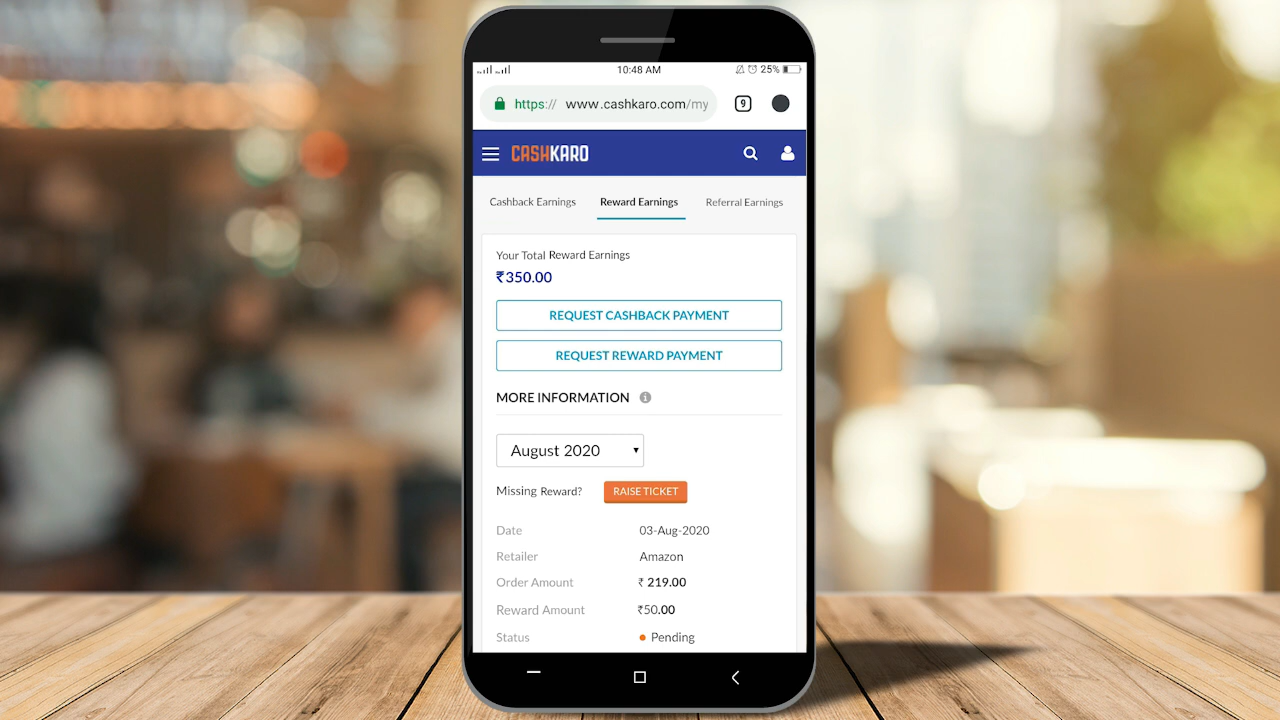 10:48 AM
25%
https:// www.cashkaro.com/my
9
CASHKARO
Cashback Earnings Reward Earnings Referral Earnings
Your Total Reward Earnings
₹350.00
REQUEST CASHBACK PAYMENT
REQUEST REWARD PAYMENT
MORE INFORMATION i
August 2020
Missing Reward? RAISE TICKET
Date 03-Aug-2020
Retailer Amazon
Order Amount ₹ 219.00
Reward Amount ₹50.00
Status Pending